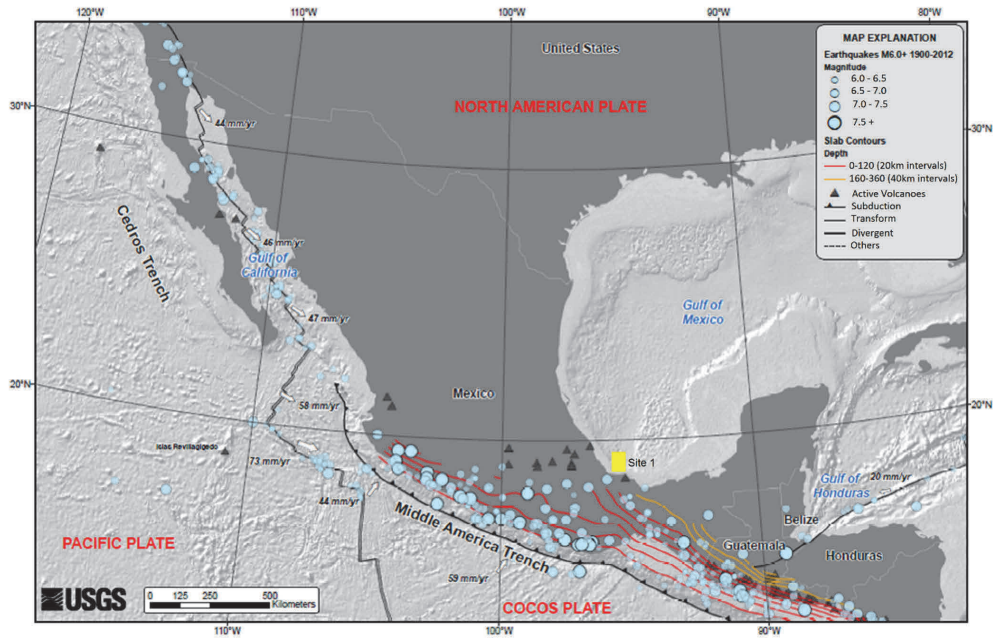 120°W
110°W
100°W
90°W
80°W
MAP EXPLANATION
Earthquakes M6.0+ 1900-2012
Magnitude
6.0 - 6.5
6.5 - 7.0
7.0 - 7.5
7.5 +
Slab Contours
Depth
0-120 (20km intervals)
160-360 (40km intervals)
Active Volcanoes
Subduction
Transform
Divergent
Others
United States
NORTH AMERICAN PLATE
30°N
30°N
44 mm/yr
Cedros Trench
46 mm/yr
Gulf of
California
47 mm/yr
Gulf of
Mexico
20°N
20°N
Mexico
58 mm/yr
Islas Revillagigedo
73 mm/yr
Site 1
44 mm/yr
20 mm/yr
Gulf of
Honduras
Middle America Trench
Belize
PACIFIC PLATE
Guatemala
Honduras
59 mm/yr
USGS
0 125 250 500
Kilometers
COCOS PLATE
110°W
100°W
90°W